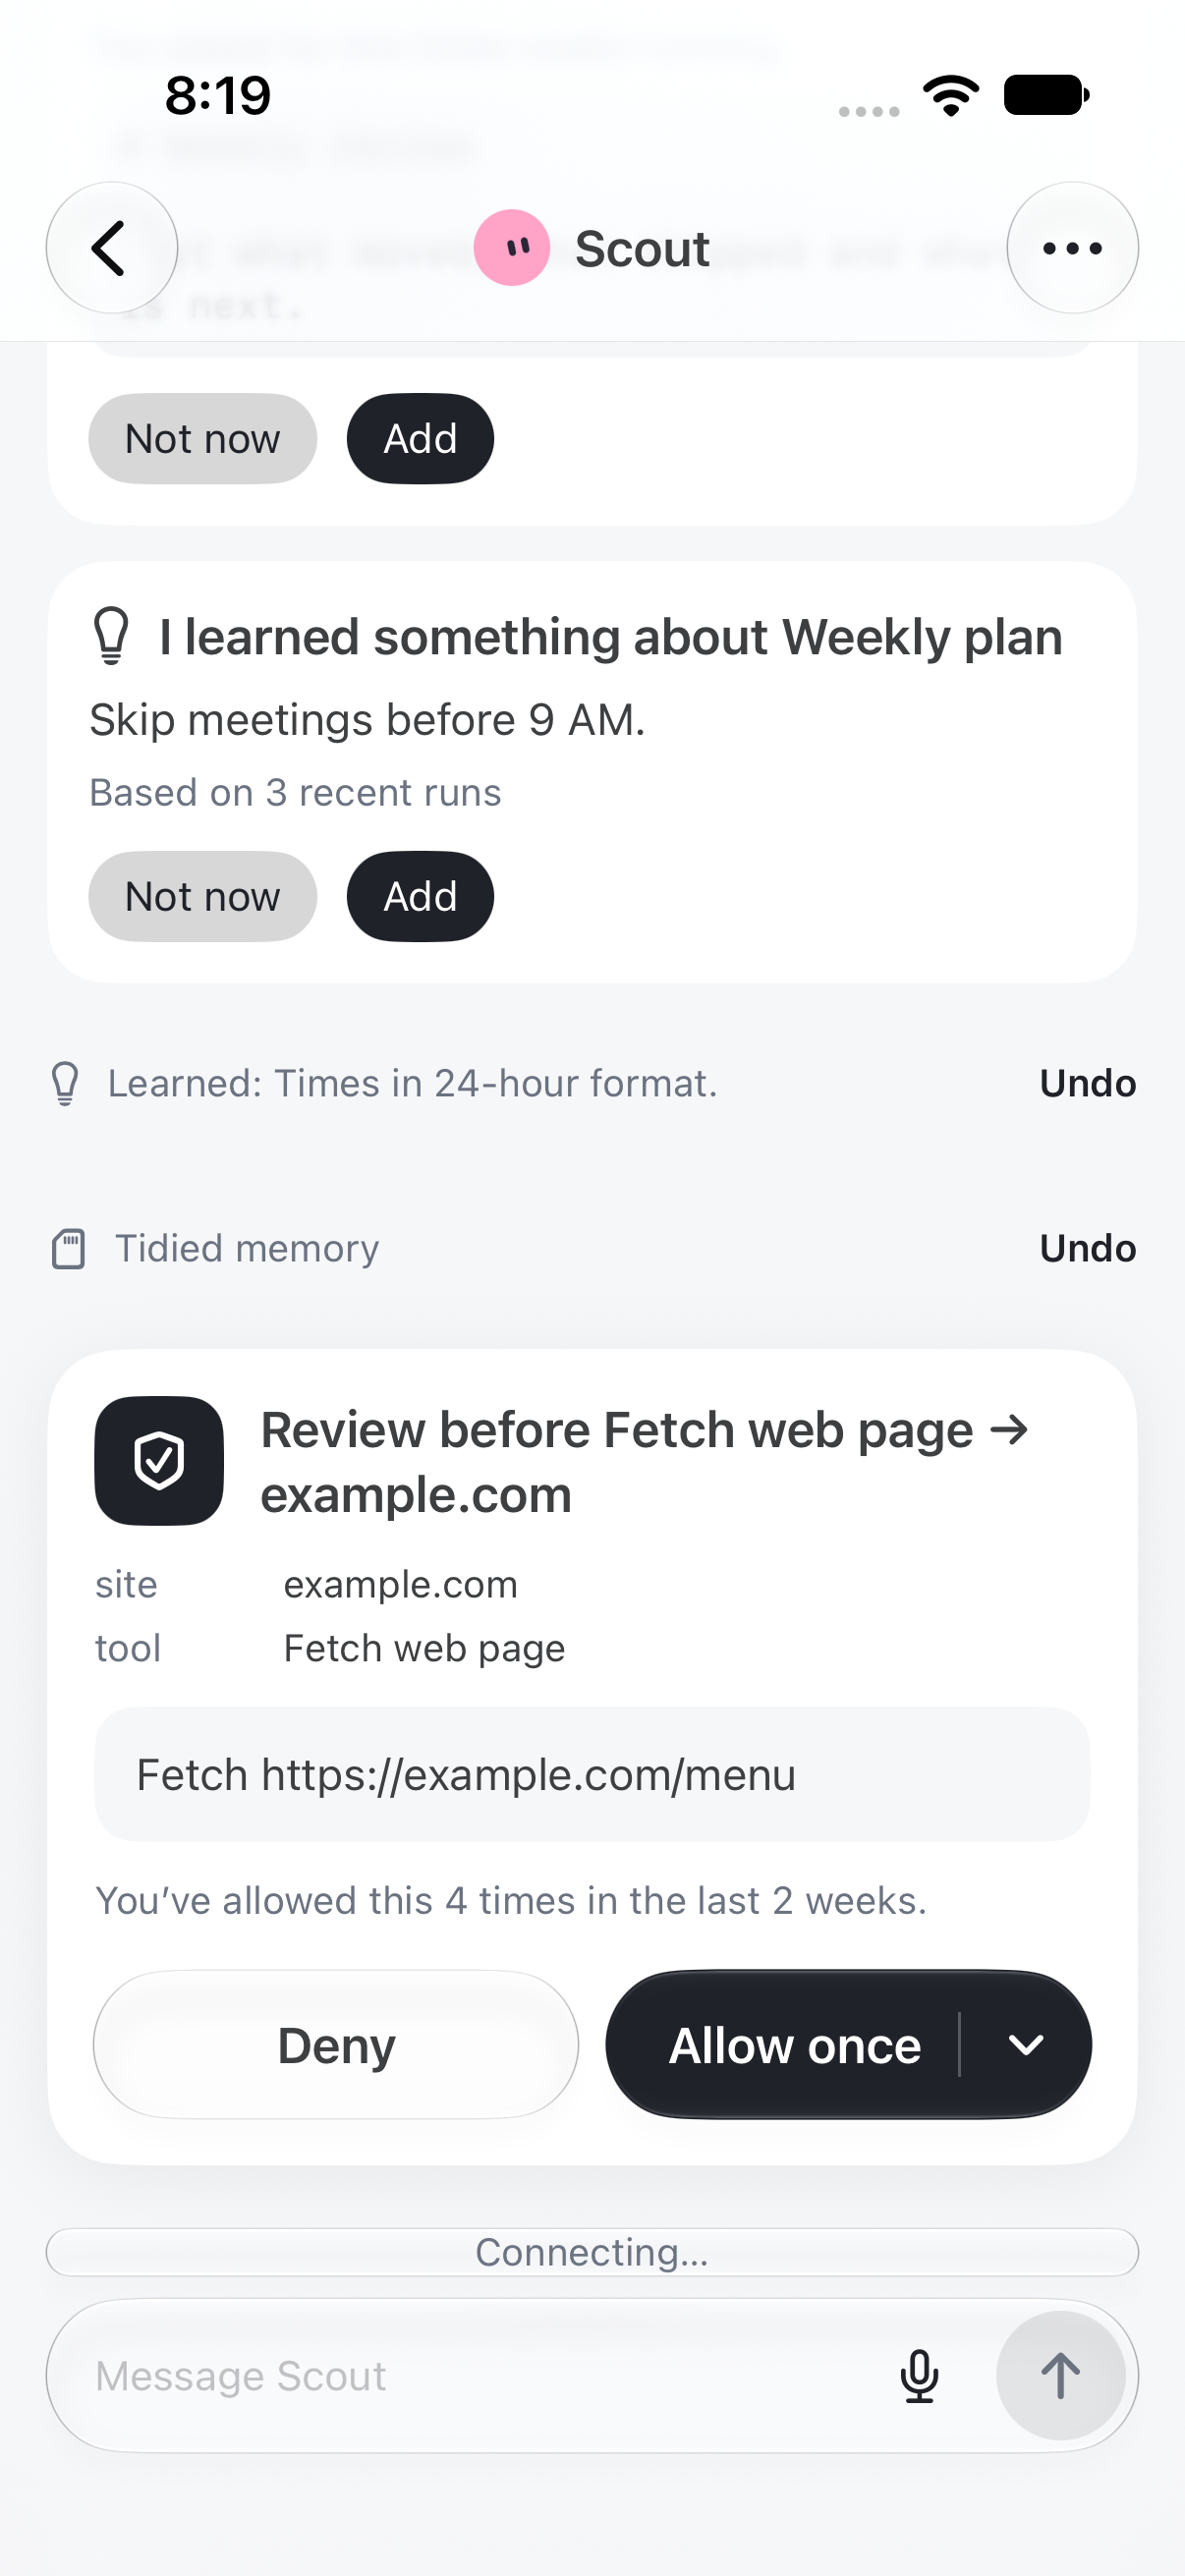 8:19
Scout
is next.
Not now
Add
I learned something about Weekly plan
Skip meetings before 9 AM.
Based on 3 recent runs
Not now
Add
Learned: Times in 24-hour format.
Undo
Tidied memory
Undo
Review before Fetch web page →
example.com
site
example.com
tool
Fetch web page
Fetch https://example.com/menu
You’ve allowed this 4 times in the last 2 weeks.
Deny
Allow once
Connecting...
Message Scout